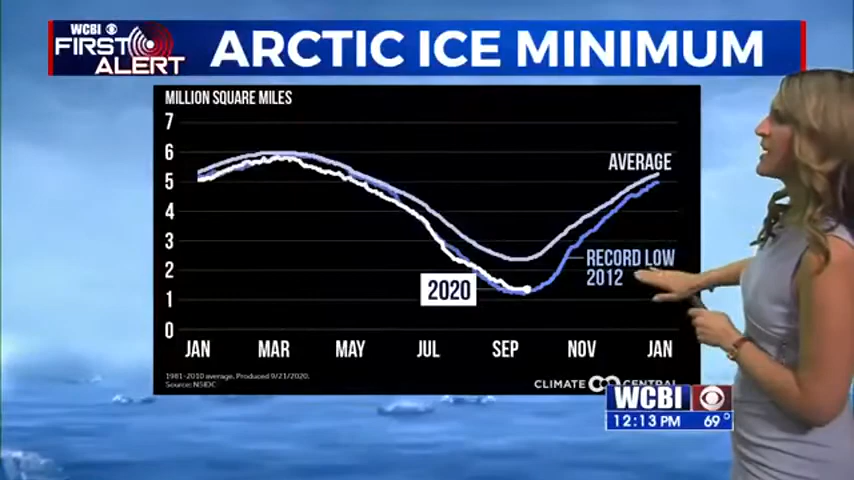 WCBI
FIRST
ALERT
ARCTIC ICE MINIMUM
MILLION SQUARE MILES
7
6
5
4
3
2
1
0
AVERAGE
RECORD LOW
2012
2020
JAN MAR MAY JUL SEP NOV JAN
1981-2010 average. Produced 9/21/2020.
Source: NSIDC
CLIMATE CENTRAL
WCBI
12:13 PM 69°